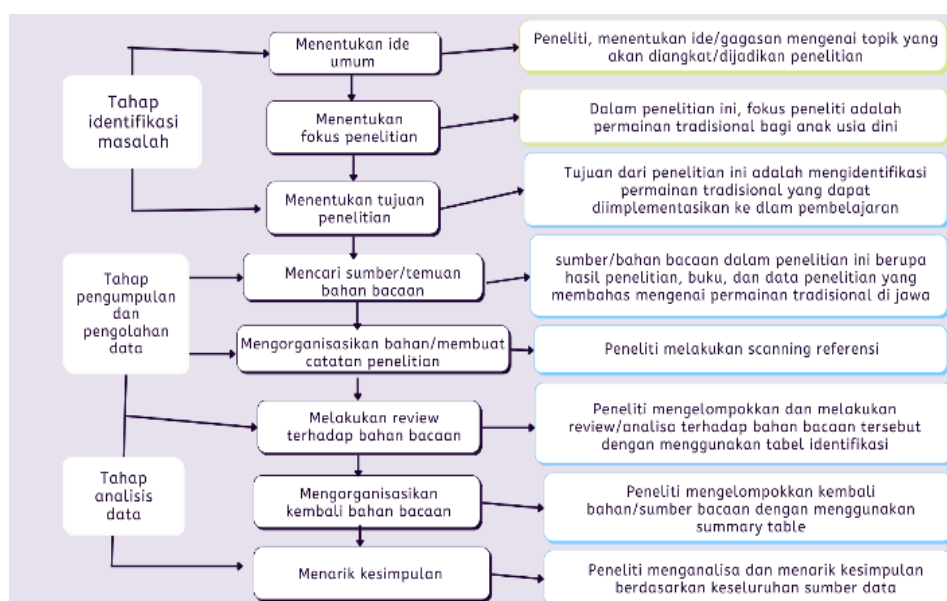 Menentukan ide
umum
Peneliti, menentukan ide/gagasan mengenai topik yang
akan diangkat/dijadikan penelitian
Tahap
identifikasi
masalah
Menentukan
fokus penelitian
Dalam penelitian ini, fokus peneliti adalah
permainan tradisional bagi anak usia dini
Menentukan tujuan
penelitian
Tujuan dari penelitian ini adalah mengidentifikasi
permainan tradisional yang dapat
diimplementasikan ke dlam pembelajaran
Tahap
pengumpulan
dan
pengolahan
data
Mencari sumber/temuan
bahan bacaan
sumber/bahan bacaan dalam penelitian ini berupa
hasil penelitian, buku, dan data penelitian yang
membahas mengenai permainan tradisional di jawa
Mengorganisasikan bahan/membuat
catatan penelitian
Peneliti melakukan scanning referensi
Melakukan review
terhadap bahan bacaan
Peneliti mengelompokkan dan melakukan
review/analisa terhadap bahan bacaan tersebut
dengan menggunakan tabel identifikasi
Tahap
analisis
data
Mengorganisasikan
kembali bahan bacaan
Peneliti mengelompokkan kembali
bahan/sumber bacaan dengan menggunakan
summary table
Menarik kesimpulan
Peneliti menganalisa dan menarik kesimpulan
berdasarkan keseluruhan sumber data